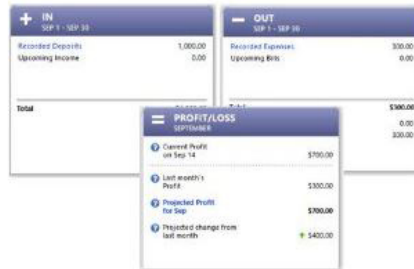 IN
SEP 1 - SEP 30
Recorded Deposits 1,000.00
Upcoming Income 0.00
Total
OUT
SEP 1 - SEP 30
Recorded Expenses 300.00
Upcoming Bills 0.00
Total $300.00
0.00
300.00
PROFIT/LOSS
SEPTEMBER
Current Profit
on Sep 14 $700.00
Last month's
Profit $300.00
Projected Profit
for Sep $700.00
Projected change from
last month $400.00